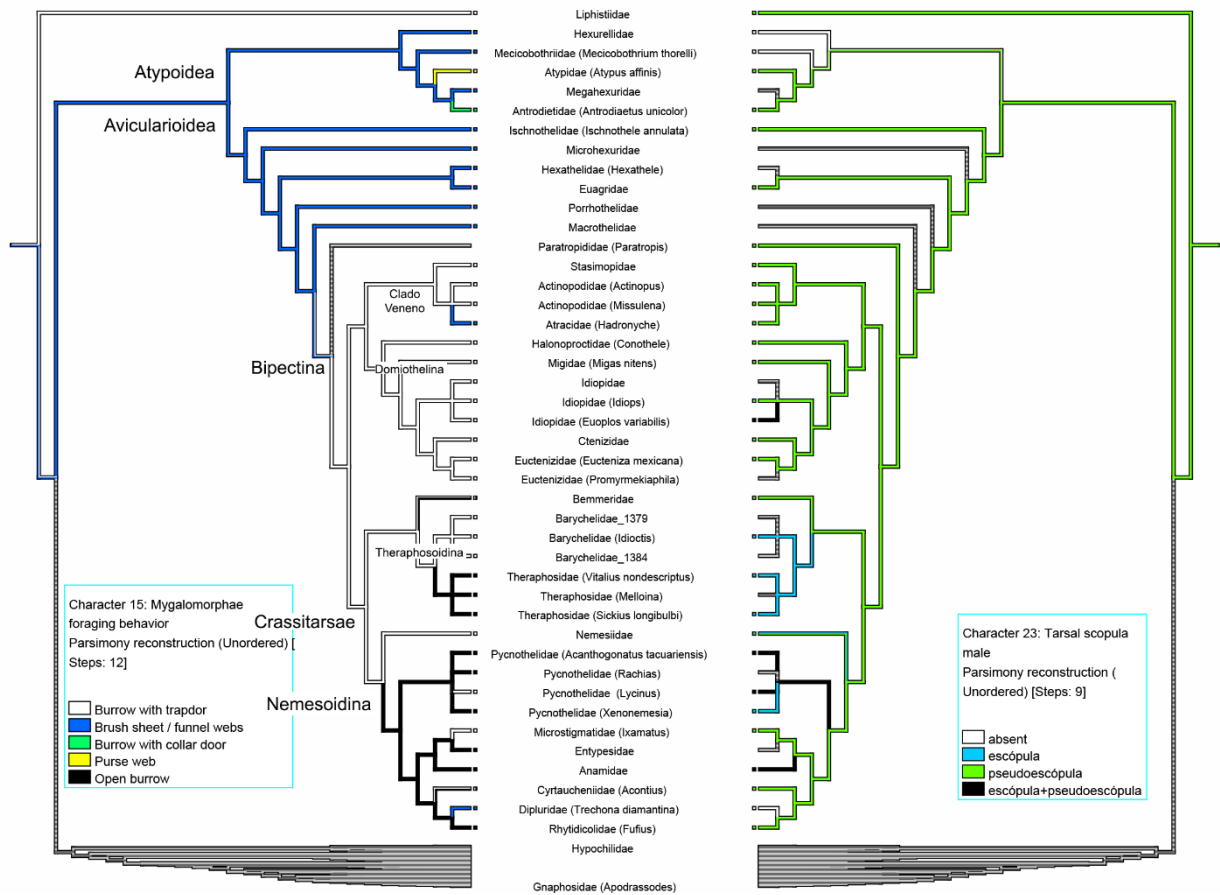 Liphistiidae
Hexurellidae
Mecicobothriidae (Mecicobothrium thorelli)
Atypidae (Atypus affinis)
Megahexuridae
Antrodietidae (Antrodiaetus unicolor)
Ischnothelidae (Ischnothele annulata)
Microhexuridae
Hexathelidae (Hexathele)
Euagridae
Porrhothelidae
Macrothelidae
Paratropididae (Paratropis)
Stasimopidae
Actinopodidae (Actinopus)
Actinopodidae (Missulena)
Atracidae (Hadronyche)
Halonoproctidae (Conothele)
Migidae (Migas nitens)
Idiopidae
Idiopidae (Idiops)
Idiopidae (Euoplos variabilis)
Ctenizidae
Euctenizidae (Eucteniza mexicana)
Euctenizidae (Promyrmekiaphila)
Bemmeridae
Barychelidae_1379
Barychelidae (Idioctis)
Barychelidae_1384
Theraphosidae (Vitalius nondescriptus)
Theraphosidae (Melloina)
Theraphosidae (Sickius longibulbi)
Nemesiidae
Pycnothelidae (Acanthogonatus tacuariensis)
Pycnothelidae (Rachias)
Pycnothelidae (Lycinus)
Pycnothelidae (Xenonemesia)
Microstigmatidae (Ixamatus)
Entypesidae
Anamidae
Cyrtaucheniidae (Acontius)
Dipluridae (Trechona diamantina)
Rhytidicolidae (Fufius)
Hypochilidae
Gnaphosidae (Apodrassodes)
Atypoidea
Avicularioidea
Clado
Veneno
Bipectina
Domiothelina
Theraphosoidina
Crassitarsae
Nemesoidina
Character 15: Mygalomorphae
foraging behavior
Parsimony reconstruction (Unordered) [
Steps: 12]
Burrow with trapdor
Brush sheet / funnel webs
Burrow with collar door
Purse web
Open burrow
Character 23: Tarsal scopula
male
Parsimony reconstruction (
Unordered) [Steps: 9]
absent
escópula
pseudoescópula
escópula+pseudoescópula